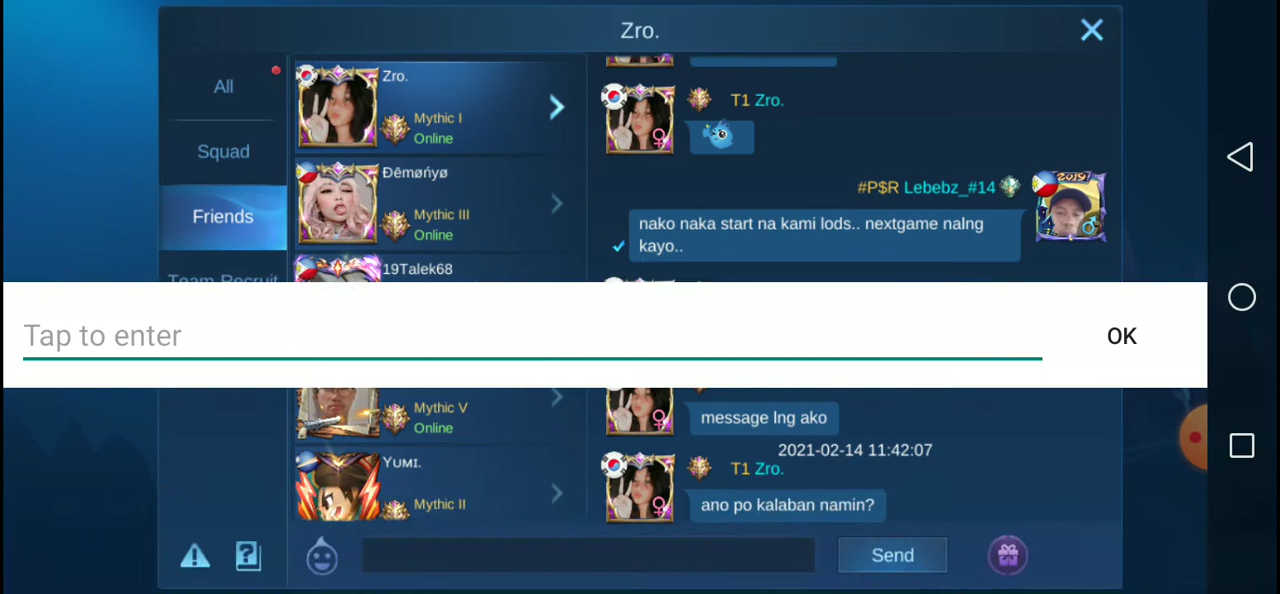 Zro.
All
Squad
Friends
Team Recruit
Zro.
Mythic I
Online
Ðēmøńyø
Mythic III
Online
19Talek68
Mythic V
Online
Yᴜᴍɪ.
Mythic II
T1 Zro.
#P$R Lebebz_#14
2019
nako naka start na kami lods.. nextgame nalng
kayo..
Tap to enter
OK
message lng ako
2021-02-14 11:42:07
T1 Zro.
ano po kalaban namin?
Send